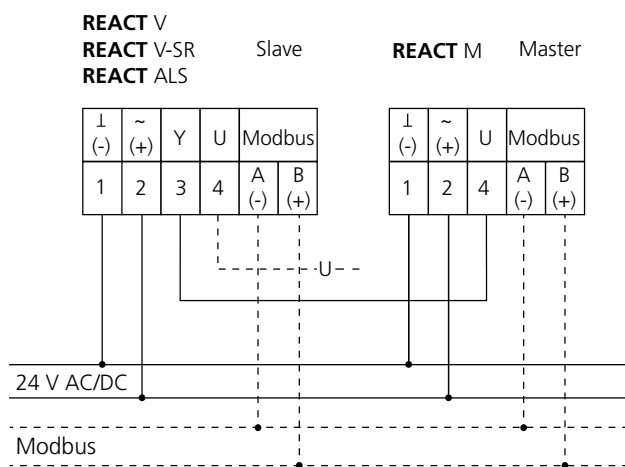 REACT V
REACT V-SR Slave REACT M Master
REACT ALS
⊥ ~ Y U Modbus ⊥ ~ U Modbus
(-) (+) (-) (+)
1 2 3 4 A B 1 2 4 A B
(-) (+) (-) (+)
U
24 V AC/DC
Modbus